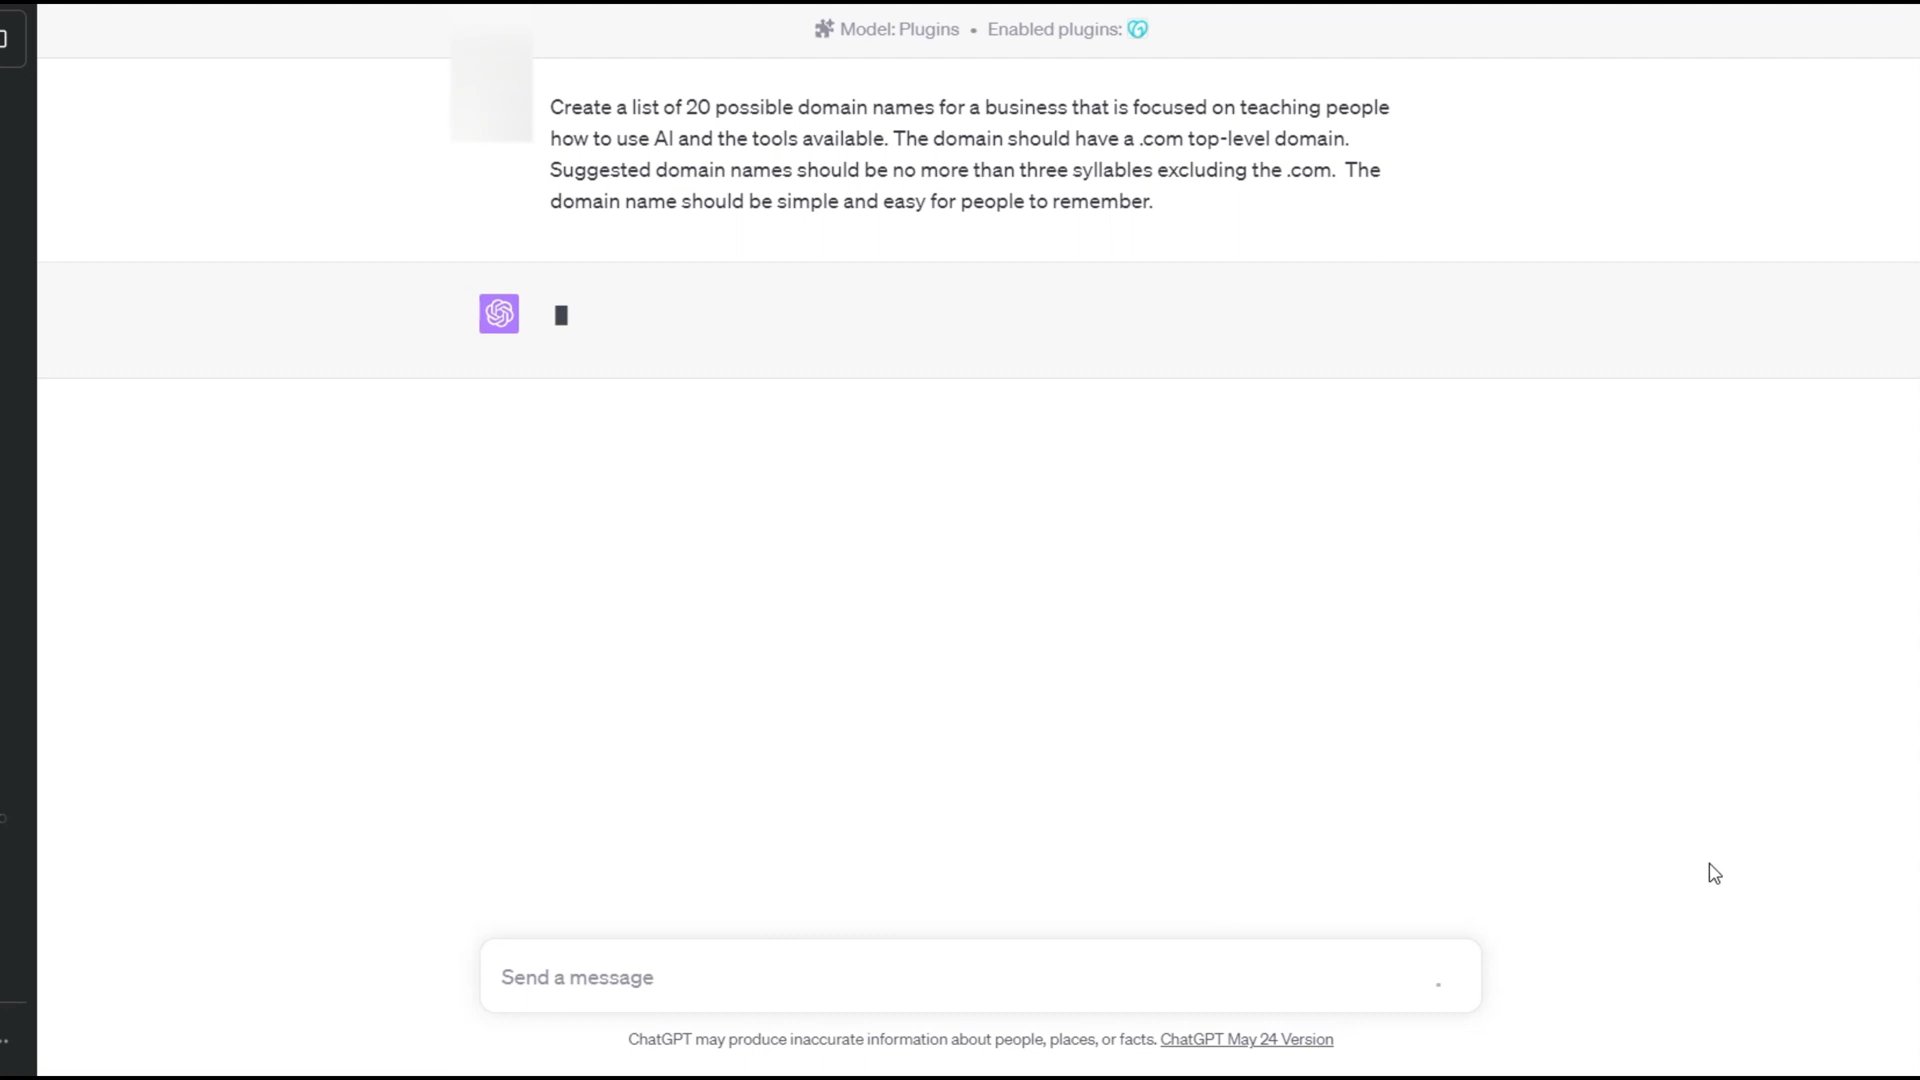 Model: Plugins • Enabled plugins:
Create a list of 20 possible domain names for a business that is focused on teaching people
how to use AI and the tools available. The domain should have a .com top-level domain.
Suggested domain names should be no more than three syllables excluding the .com.  The
domain name should be simple and easy for people to remember.
Send a message
ChatGPT may produce inaccurate information about people, places, or facts. ChatGPT May 24 Version